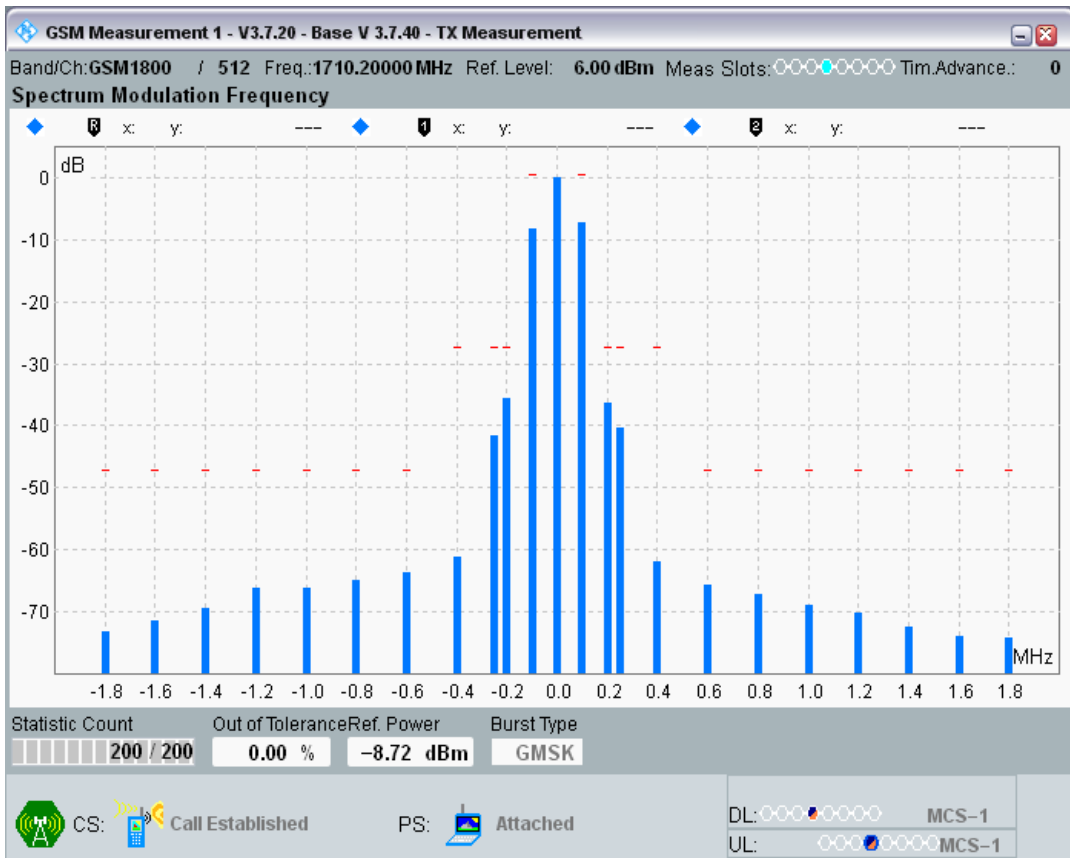 GSM Measurement 1 - V3.7.20 - Base V 3.7.40 - TX Measurement
Band/Ch:GSM1800 / 512 Freq.:1710.20000 MHz Ref. Level: 6.00 dBm Meas Slots: Tim.Advance.: 0
Spectrum Modulation Frequency
R x: y: --- 1 x: y: --- 2 x: y: ---
dB
0
-10
-20
-30
-40
-50
-60
-70
MHz
-1.8 -1.6 -1.4 -1.2 -1.0 -0.8 -0.6 -0.4 -0.2 0.0 0.2 0.4 0.6 0.8 1.0 1.2 1.4 1.6 1.8
Statistic Count Out of Tolerance Ref. Power Burst Type
200 / 200 0.00 % −8.72 dBm GMSK
CS: Call Established PS: Attached
DL: MCS−1
UL: MCS−1